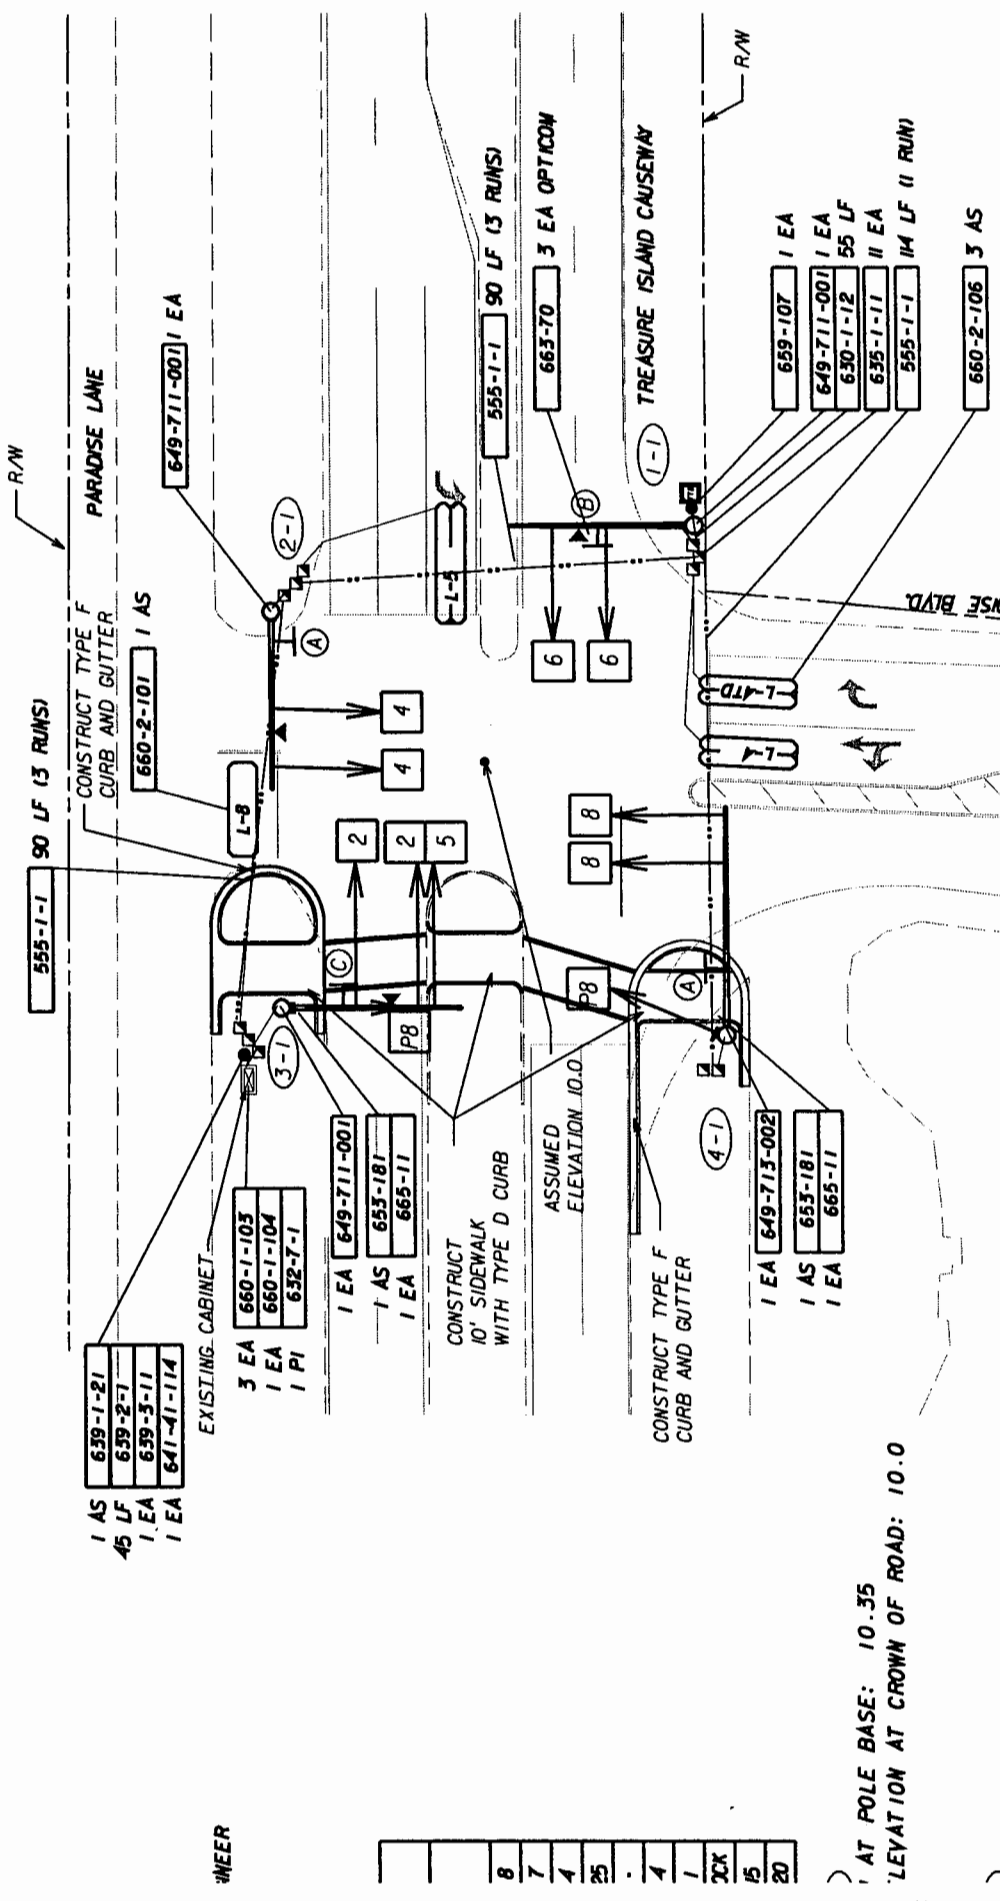 R/W
PARADISE LANE
649-711-001 1 EA
2-1
CONSTRUCT TYPE F
CURB AND GUTTER
660-2-101 1 AS
555-1-1 90 LF (3 RUNS)
L-8
555-1-1 90 LF (3 RUNS)
663-70 3 EA OPTICOM
TREASURE ISLAND CAUSEWAY
R/W
1-1
659-107 1 EA
649-711-001 1 EA
630-1-12 55 LF
635-1-11 11 EA
555-1-1 114 LF (1 RUN)
660-2-106 3 AS
L-5
A
B
6
6
4
4
2
2
5
8
8
C
P8
P8
A
L-4TD
L-4
BLVD.
3-1
4-1
1 AS 639-1-21
45 LF 639-2-1
1 EA 639-3-11
1 EA 641-41-114
EXISTING CABINET
3 EA 660-1-103
1 EA 660-1-104
1 PI 632-7-1
1 EA 649-711-001
1 AS 653-181
1 EA 665-11
CONSTRUCT
10' SIDEWALK
WITH TYPE D CURB
ASSUMED
ELEVATION 10.0
CONSTRUCT TYPE F
CURB AND GUTTER
1 EA 649-713-002
1 AS 653-181
1 EA 665-11
AT POLE BASE: 10.35
LEVATION AT CROWN OF ROAD: 10.0
8
7
4
25
4
1
OCK
15
20